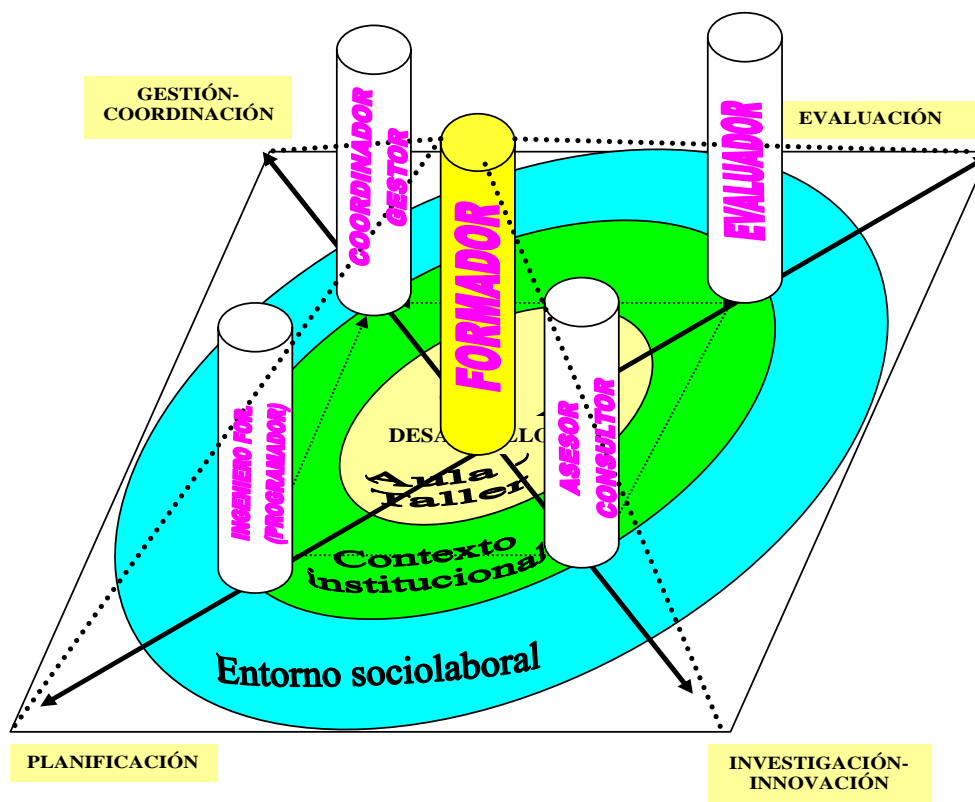 GESTIÓN-
COORDINACIÓN
EVALUACIÓN
COORDINADOR
GESTOR
EVALUADOR
FORMADOR
INGENIERO FOR.
(PROGRAMADOR)
ASESOR
CONSULTOR
Aula
Taller
Contexto
institucional
Entorno sociolaboral
PLANIFICACIÓN
INVESTIGACIÓN-
INNOVACIÓN